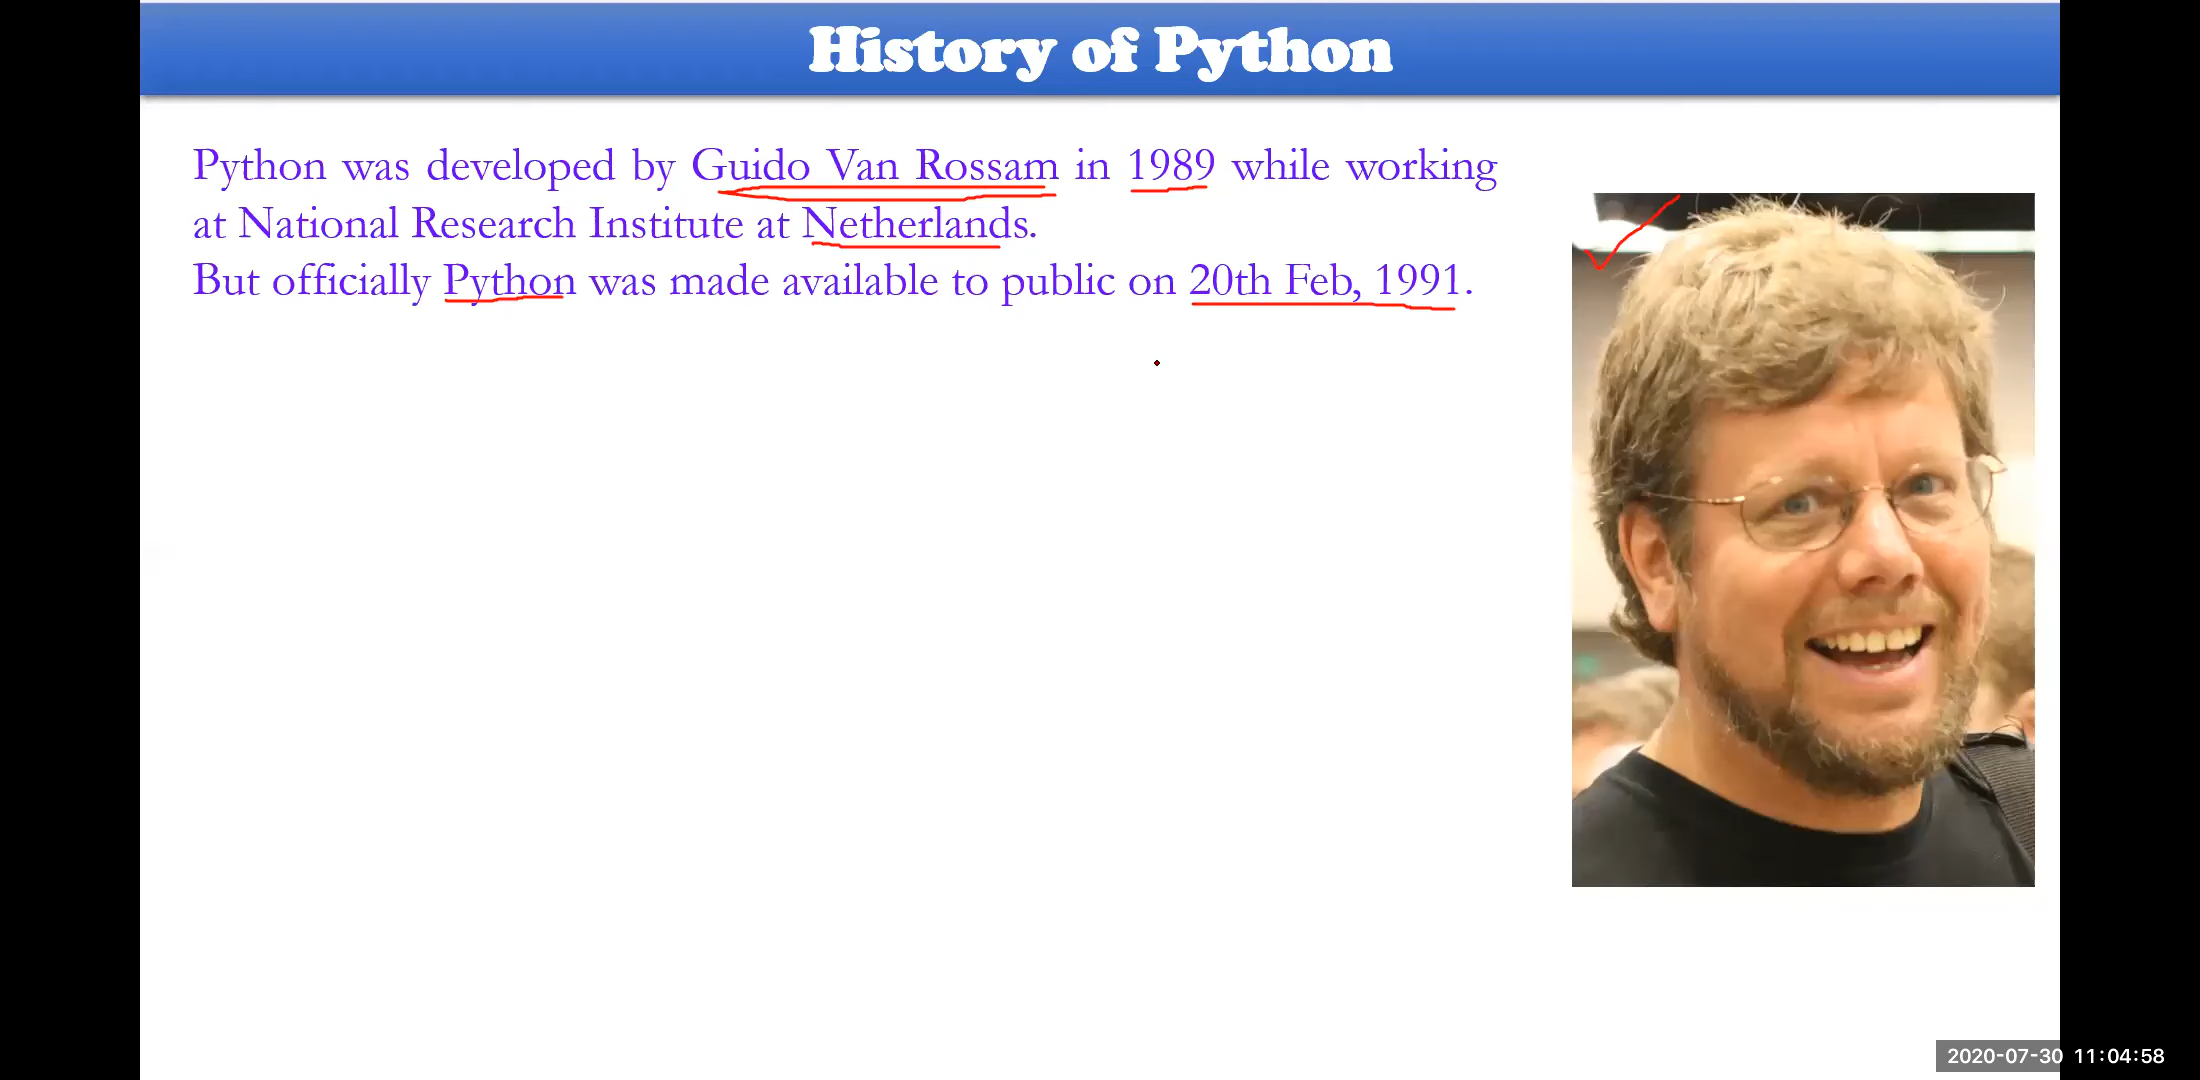 History of Python
Python was developed by Guido Van Rossam in 1989 while working
at National Research Institute at Netherlands.
But officially Python was made available to public on 20th Feb, 1991.
2020-07-30 11:04:58